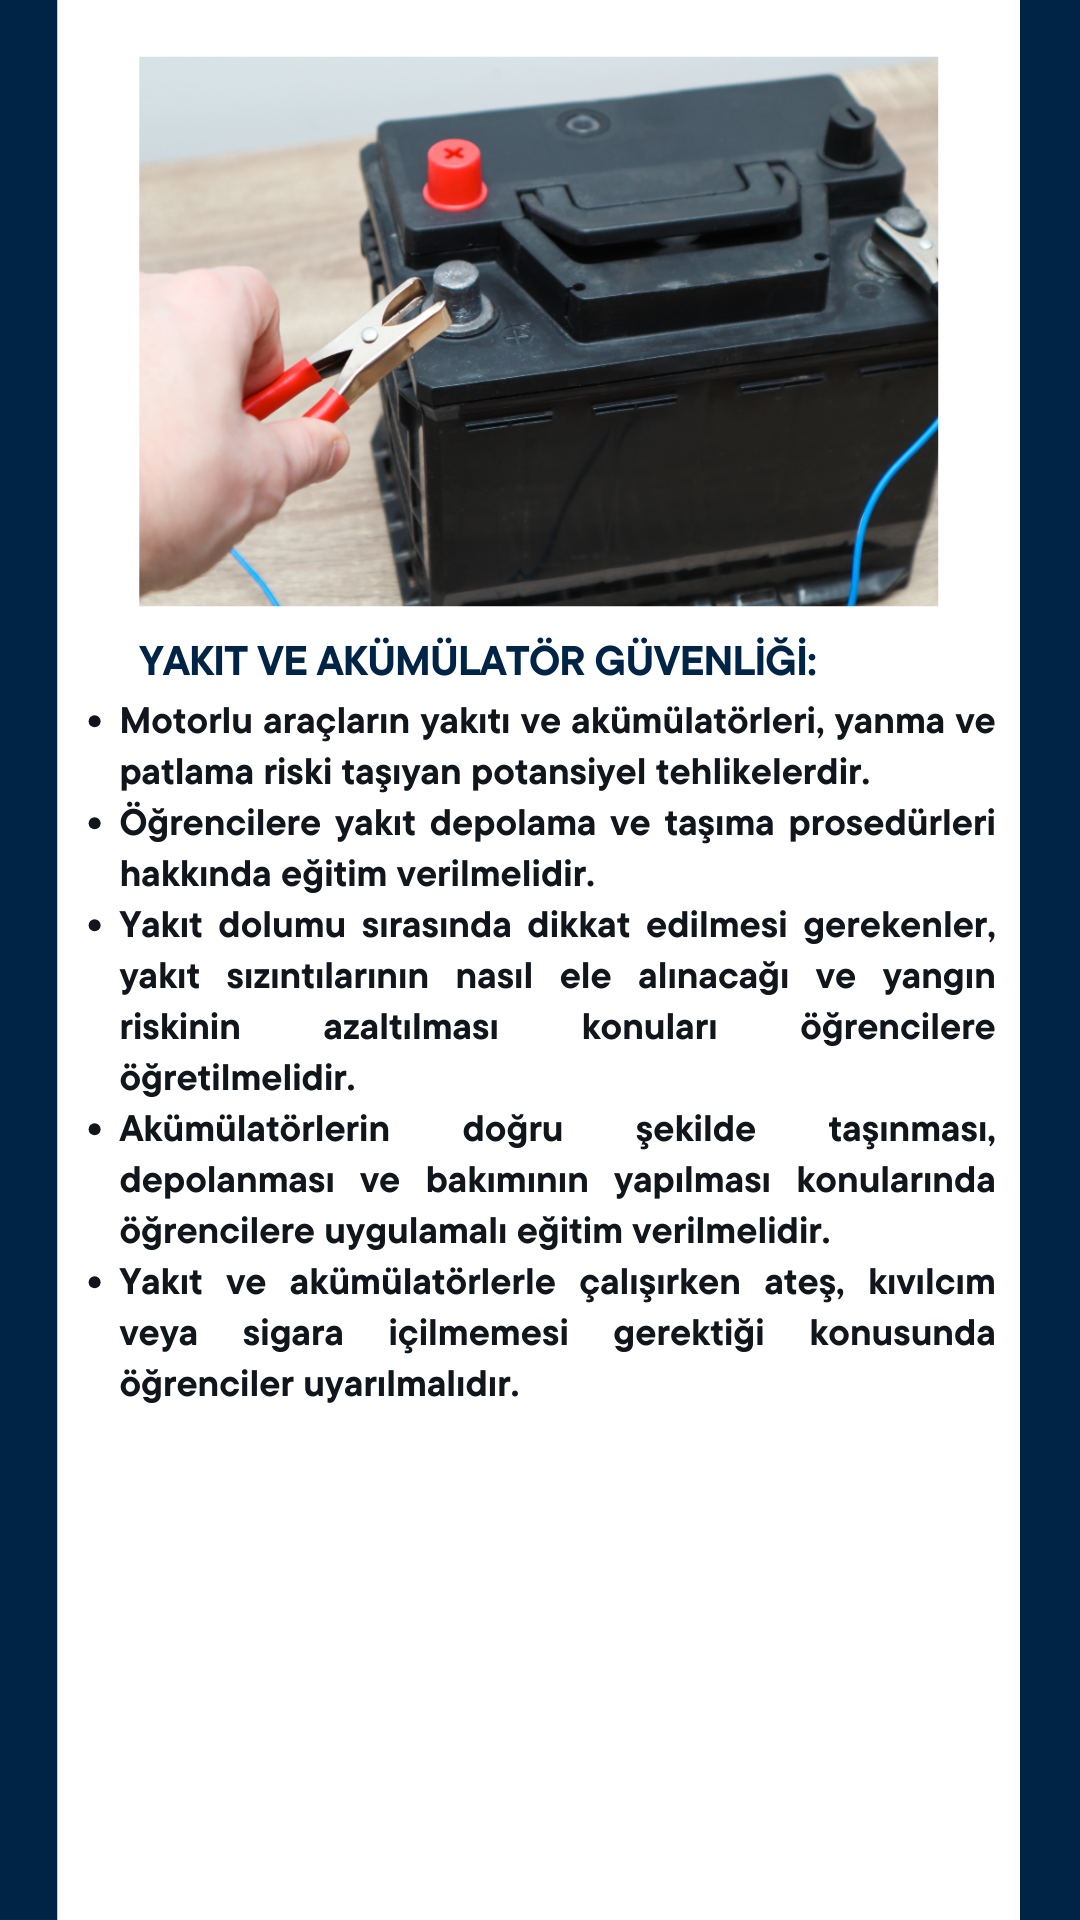 YAKIT VE AKÜMÜLATÖR GÜVENLİĞİ:
• Motorlu araçların yakıtı ve akümülatörleri, yanma ve
patlama riski taşıyan potansiyel tehlikelerdir.
• Öğrencilere yakıt depolama ve taşıma prosedürleri
hakkında eğitim verilmelidir.
• Yakıt dolumu sırasında dikkat edilmesi gerekenler,
yakıt sızıntılarının nasıl ele alınacağı ve yangın
riskinin azaltılması konuları öğrencilere
öğretilmelidir.
• Akümülatörlerin doğru şekilde taşınması,
depolanması ve bakımının yapılması konularında
öğrencilere uygulamalı eğitim verilmelidir.
• Yakıt ve akümülatörlerle çalışırken ateş, kıvılcım
veya sigara içilmemesi gerektiği konusunda
öğrenciler uyarılmalıdır.